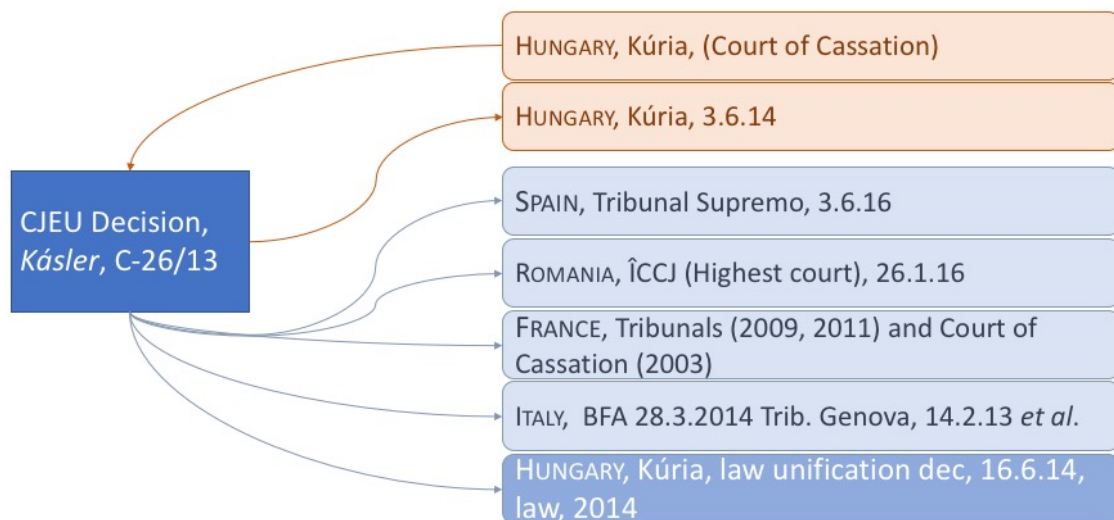 HUNGARY, Kúria, (Court of Cassation)
HUNGARY, Kúria, 3.6.14
CJEU Decision,
Kásler, C-26/13
SPAIN, Tribunal Supremo, 3.6.16
ROMANIA, ÎCCJ (Highest court), 26.1.16
FRANCE, Tribunals (2009, 2011) and Court of
Cassation (2003)
ITALY, BFA 28.3.2014 Trib. Genova, 14.2.13 et al.
HUNGARY, Kúria, law unification dec, 16.6.14,
law, 2014